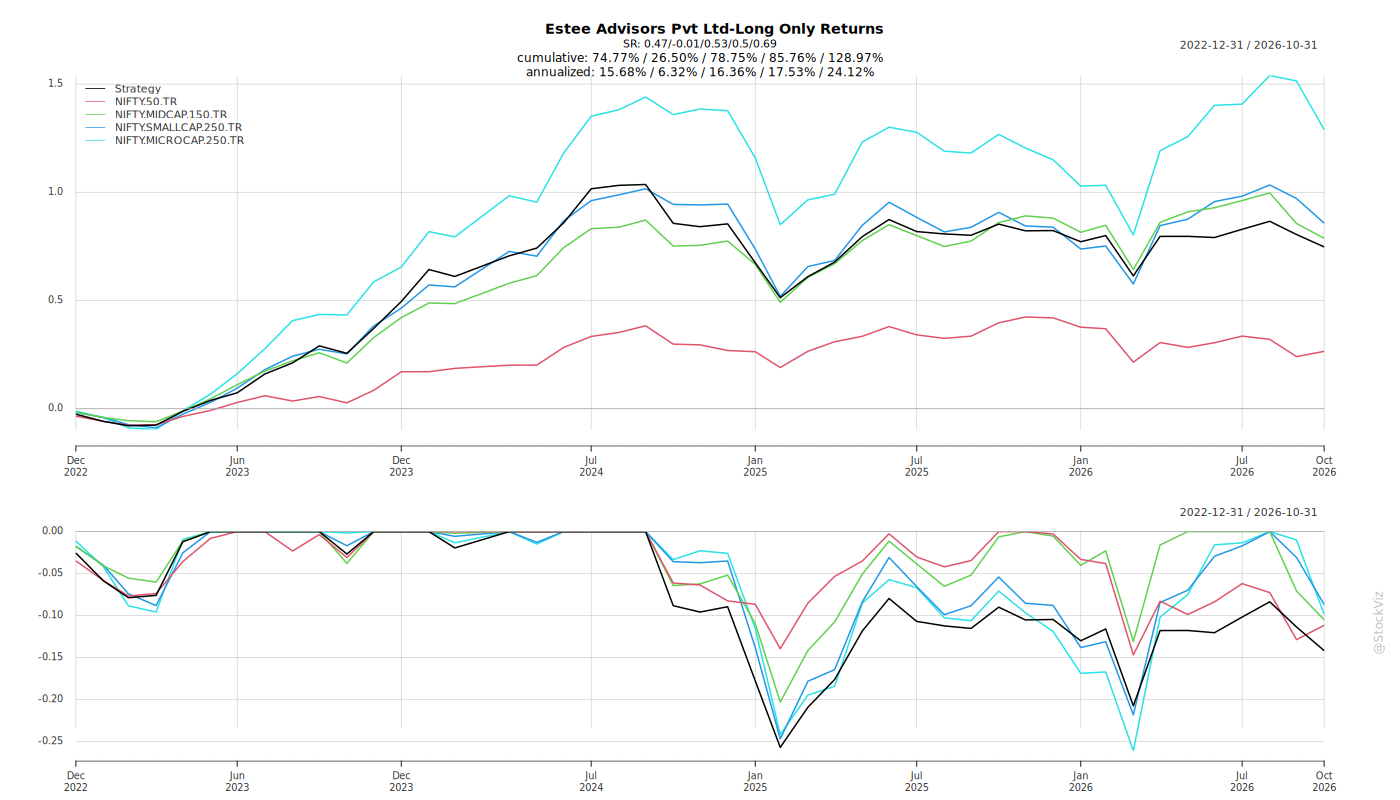 Estee Advisors Pvt Ltd-Long Only Returns
SR: 0.47/-0.01/0.53/0.5/0.69
2022-12-31 / 2026-10-31
cumulative: 74.77% / 26.50% / 78.75% / 85.76% / 128.97%
annualized: 15.68% / 6.32% / 16.36% / 17.53% / 24.12%
1.5
Strategy
NIFTY.50.TR
NIFTY.MIDCAP.150.TR
NIFTY.SMALLCAP.250.TR
NIFTY.MICROCAP.250.TR
1.0
0.5
0.0
Dec Jun Dec Jul Jan Jul Jan Jul Oct
2022 2023 2023 2024 2025 2025 2026 2026 2026
2022-12-31 / 2026-10-31
0.00
-0.05
-0.10
-0.15
-0.20
-0.25
Dec Jun Dec Jul Jan Jul Jan Jul Oct
2022 2023 2023 2024 2025 2025 2026 2026 2026
@StockViz